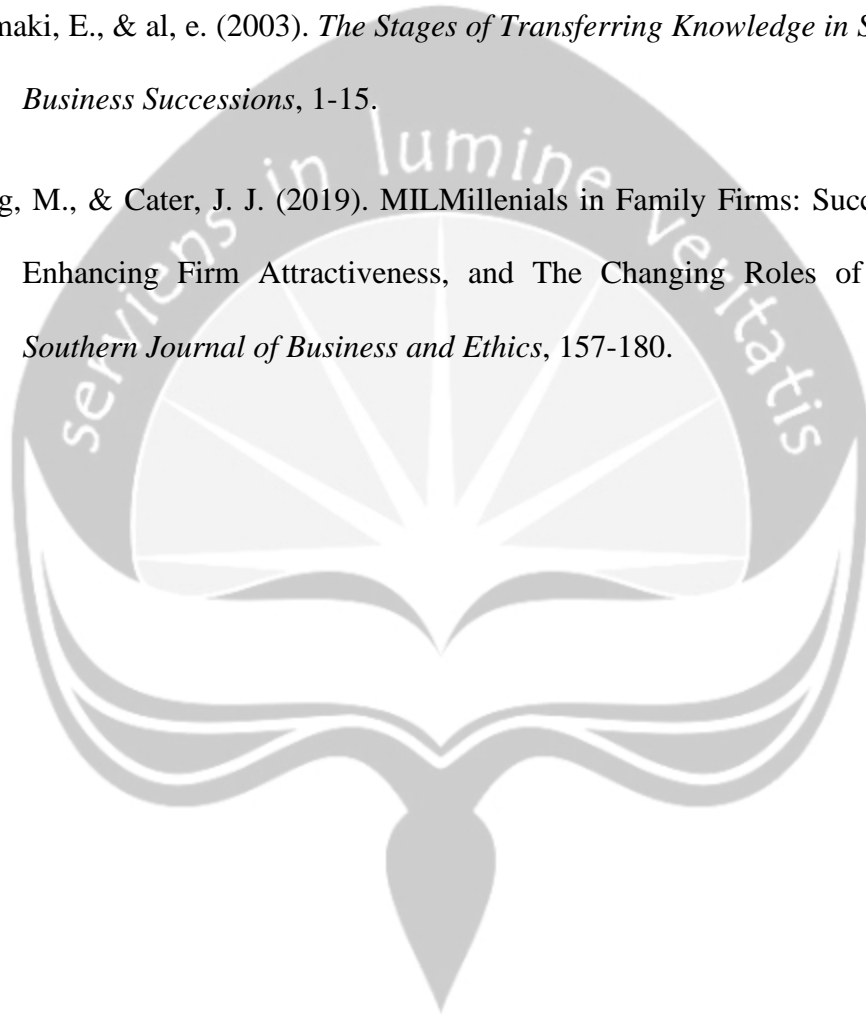 maki, E., & al, e. (2003). The Stages of Transferring Knowledge in
Business Successions, 1-15.
serviens in lumine veritatis
g, M., & Cater, J. J. (2019). MILMillenials in Family Firms: Succ
Enhancing Firm Attractiveness, and The Changing Roles of
Southern Journal of Business and Ethics, 157-180.